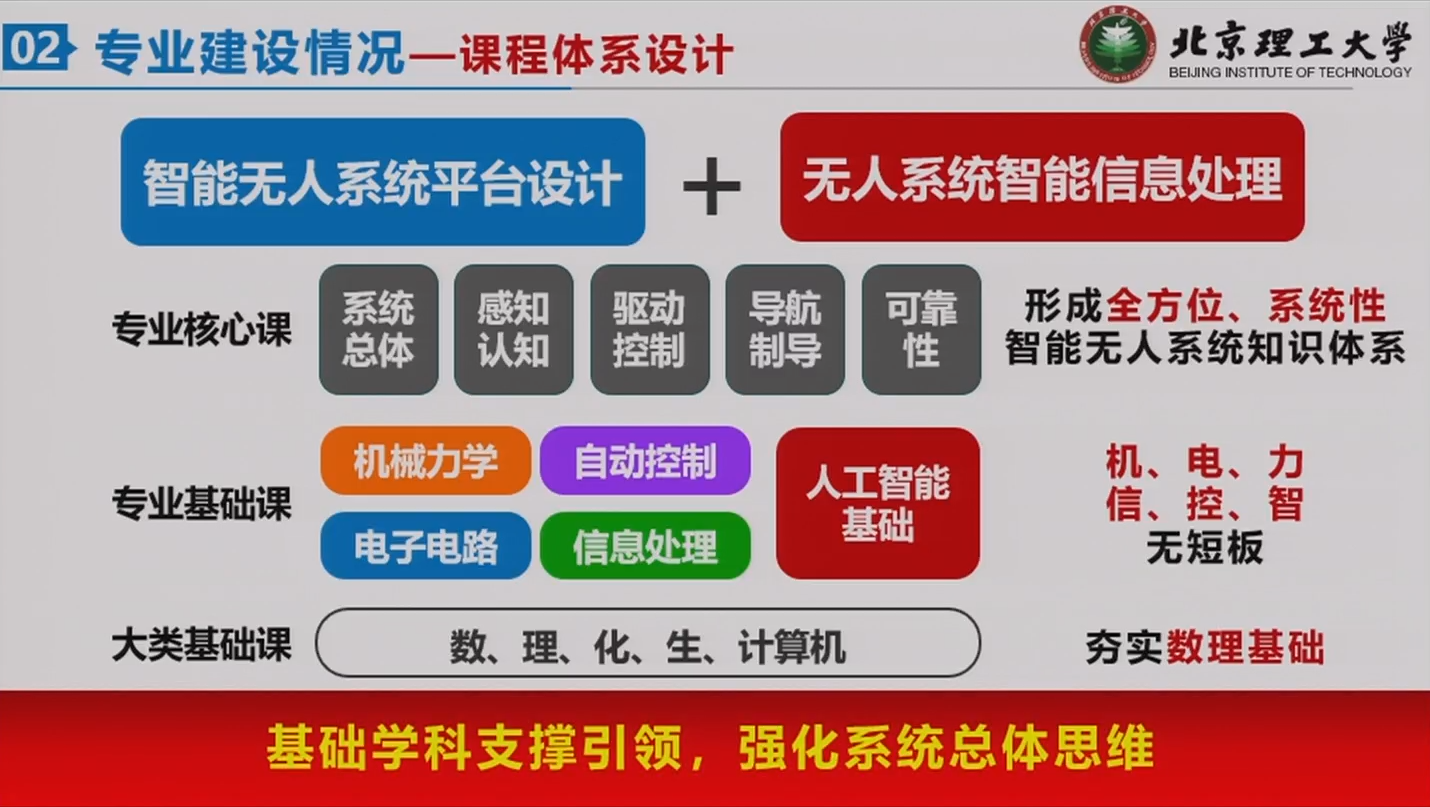 02 专业建设情况—课程体系设计
北京理工大学
BEIJING INSTITUTE OF TECHNOLOGY
智能无人系统平台设计 + 无人系统智能信息处理
专业核心课
系统
总体
感知
认知
驱动
控制
导航
制导
可靠
性
形成全方位、系统性
智能无人系统知识体系
专业基础课
机械力学
自动控制
电子电路
信息处理
人工智能
基础
机、电、力
信、控、智
无短板
大类基础课
数、理、化、生、计算机
夯实数理基础
基础学科支撑引领，强化系统总体思维